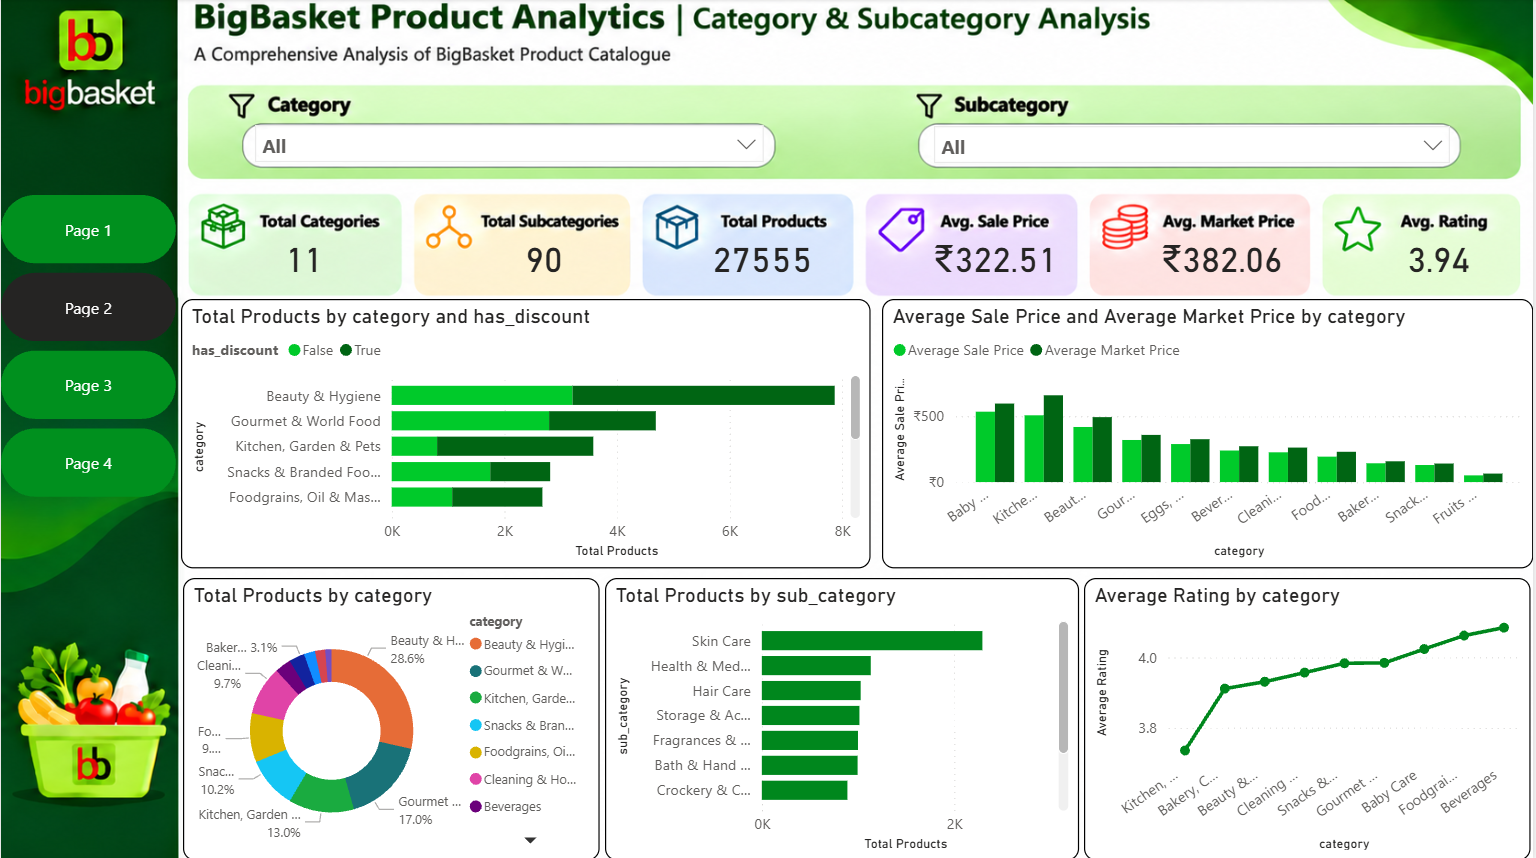 bb
bigbasket
BigBasket Product Analytics | Category & Subcategory Analysis
A Comprehensive Analysis of BigBasket Product Catalogue
Category
All
Subcategory
All
Page 1
Page 2
Page 3
Page 4
bb
Total Categories
11
Total Subcategories
90
Total Products
27555
Avg. Sale Price
₹322.51
Avg. Market Price
₹382.06
Avg. Rating
3.94
Total Products by category and has_discount
has_discount False True
category
Beauty & Hygiene
Gourmet & World Food
Kitchen, Garden & Pets
Snacks & Branded Foo...
Foodgrains, Oil & Mas...
0K 2K 4K 6K 8K
Total Products
Average Sale Price and Average Market Price by category
Average Sale Price Average Market Price
Average Sale Pri...
₹500
₹0
Baby ... Kitche... Beaut... Gour... Eggs, ... Bever... Cleani... Food... Baker... Snack... Fruits ...
category
Total Products by category
Beauty & H...
28.6%
Gourmet ...
17.0%
Kitchen, Garden ...
13.0%
Snac...
10.2%
Fo...
9....
Cleani...
9.7%
Baker... 3.1%
category
Beauty & Hygi...
Gourmet & W...
Kitchen, Garde...
Snacks & Bran...
Foodgrains, Oi...
Cleaning & Ho...
Beverages
Total Products by sub_category
sub_category
Skin Care
Health & Med...
Hair Care
Storage & Ac...
Fragrances & ...
Bath & Hand ...
Crockery & C...
0K 2K
Total Products
Average Rating by category
Average Rating
4.0
3.8
Kitchen, ... Bakery, C... Beauty &... Cleaning ... Snacks &... Gourmet ... Baby Care Foodgrai... Beverages
category